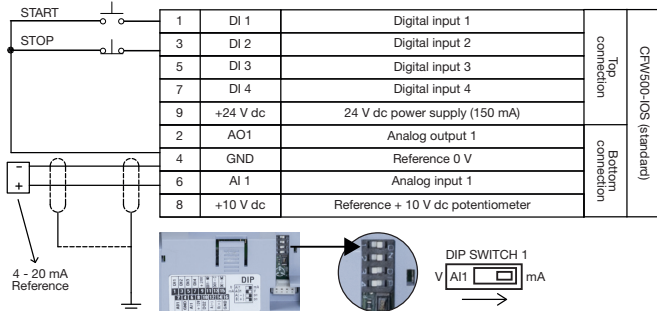 START
STOP
1 DI 1 Digital input 1
3 DI 2 Digital input 2
5 DI 3 Digital input 3
7 DI 4 Digital input 4
9 +24 V dc 24 V dc power supply (150 mA)
2 AO1 Analog output 1
4 GND Reference 0 V
6 AI 1 Analog input 1
8 +10 V dc Reference + 10 V dc potentiometer
Top connection
Bottom connection
CFW500-IOS (standard)
-
+
4 - 20 mA
Reference
DIP
DIP SWITCH 1
V AI1 mA